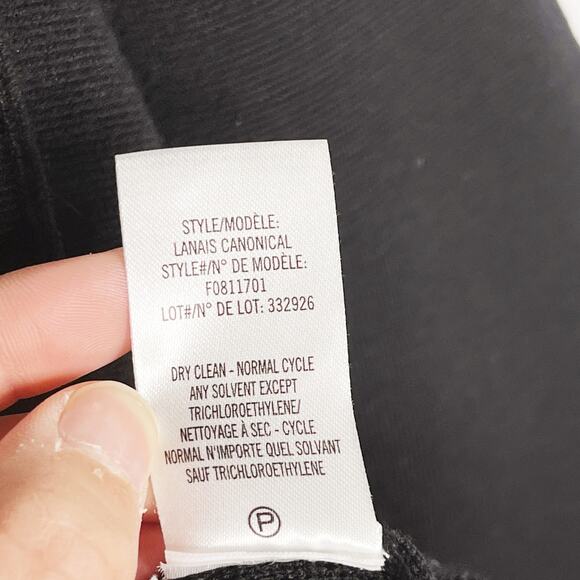 STYLE/MODÈLE:
LANAIS CANONICAL
STYLE#/N° DE MODÈLE:
F0811701
LOT#/N° DE LOT: 332926
DRY CLEAN - NORMAL CYCLE
ANY SOLVENT EXCEPT
TRICHLOROETHYLENE/
NETTOYAGE À SEC - CYCLE
NORMAL N'IMPORTE QUEL SOLVANT
SAUF TRICHLOROETHYLENE
P